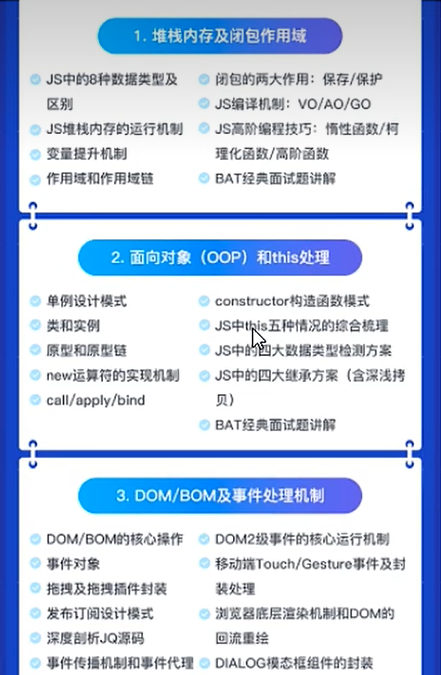 1. 堆栈内存及闭包作用域
JS中的8种数据类型及
区别
JS堆栈内存的运行机制
变量提升机制
作用域和作用域链
闭包的两大作用：保存/保护
JS编译机制：VO/AO/GO
JS高阶编程技巧：惰性函数/柯
理化函数/高阶函数
BAT经典面试题讲解
2. 面向对象（OOP）和this处理
单例设计模式
类和实例
原型和原型链
new运算符的实现机制
call/apply/bind
constructor构造函数模式
JS中this五种情况的综合梳理
JS中的四大数据类型检测方案
JS中的四大继承方案（含深浅拷
贝）
BAT经典面试题讲解
3. DOM/BOM及事件处理机制
DOM/BOM的核心操作
事件对象
拖拽及拖拽插件封装
发布订阅设计模式
深度剖析JQ源码
事件传播机制和事件代理
DOM2级事件的核心运行机制
移动端Touch/Gesture事件及封
装处理
浏览器底层渲染机制和DOM的
回流重绘
DIALOG模态框组件的封装